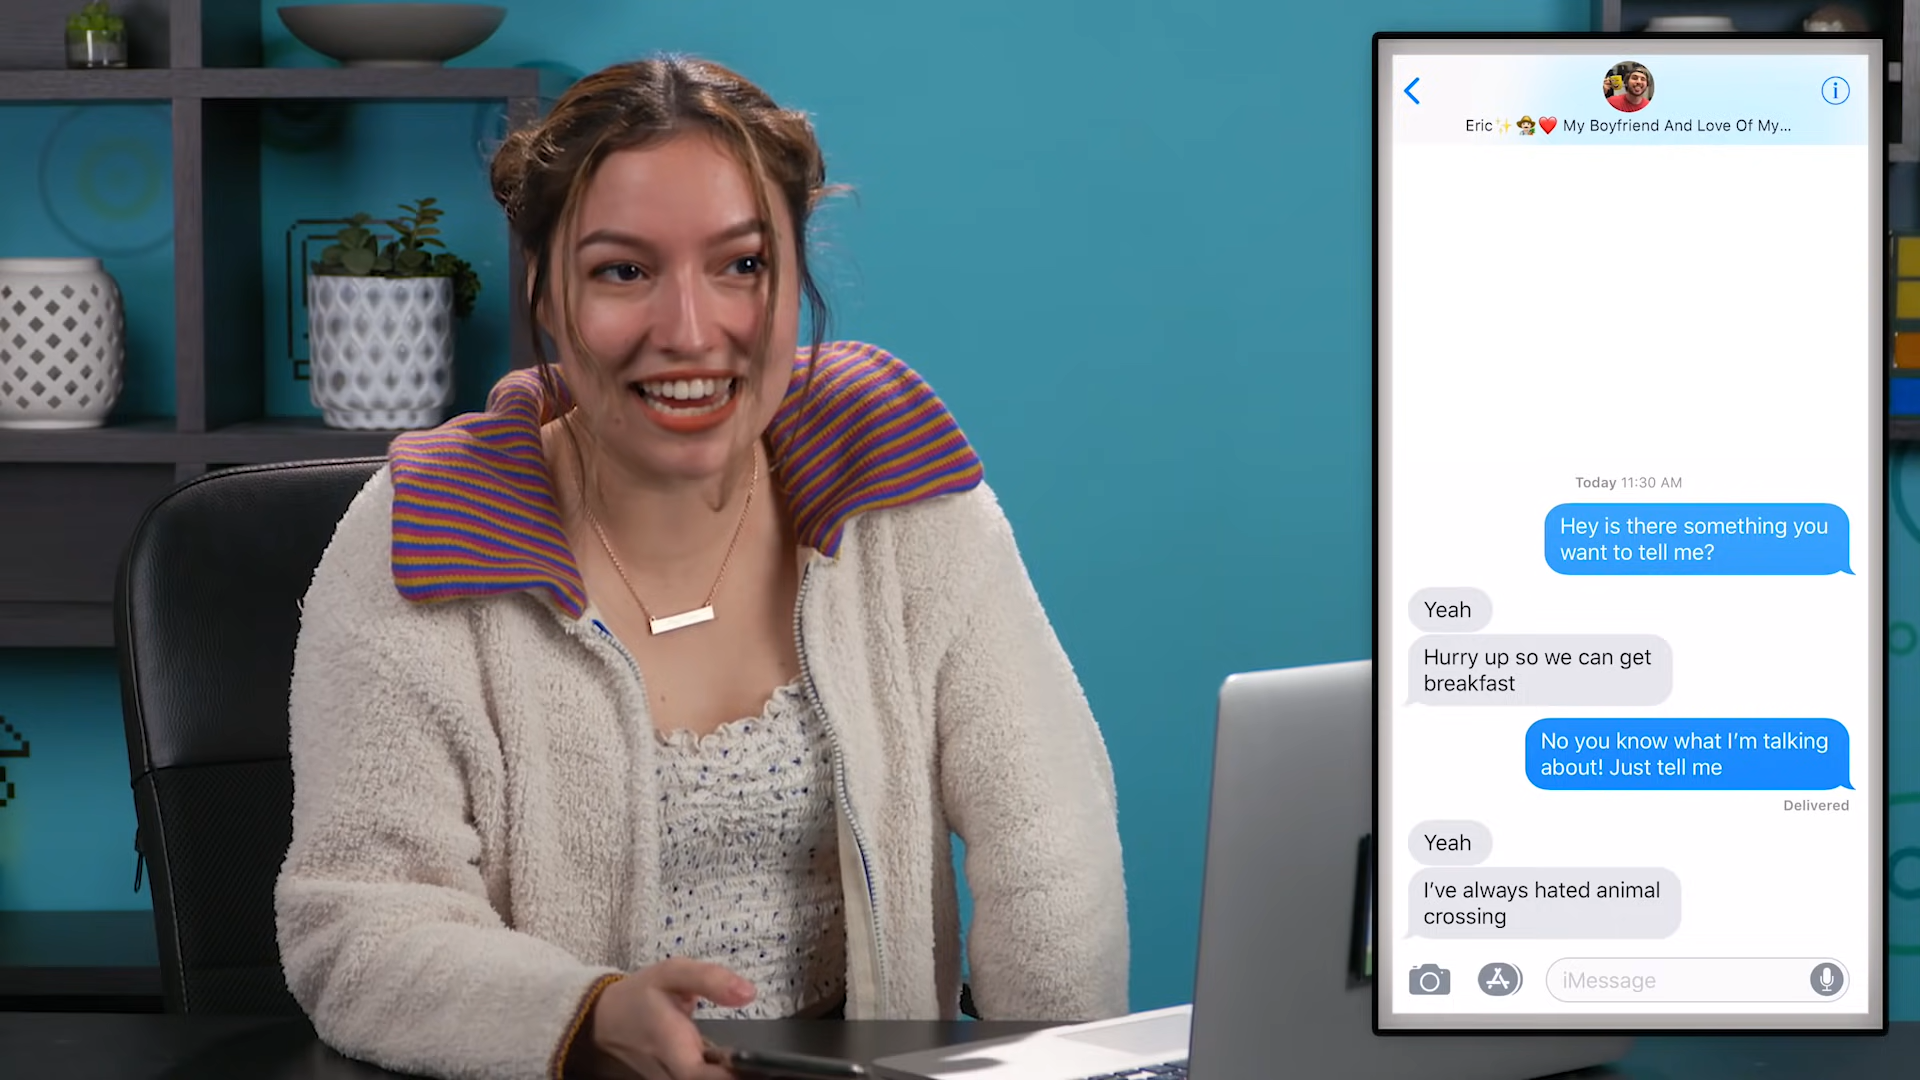 Eric✨👨🏻‍🌾❤️ My Boyfriend And Love Of My...
Today 11:30 AM
Hey is there something you
want to tell me?
Yeah
Hurry up so we can get
breakfast
No you know what I’m talking
about! Just tell me
Delivered
Yeah
I’ve always hated animal
crossing
iMessage